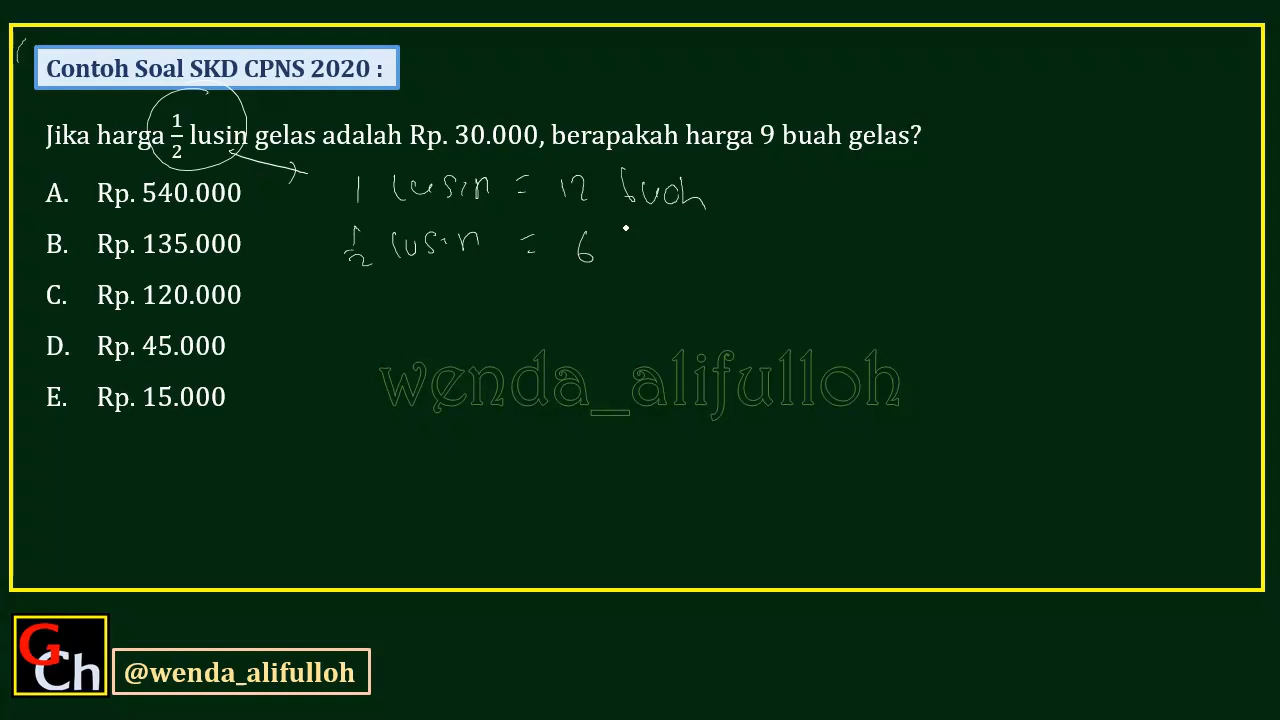 Contoh Soal SKD CPNS 2020 :
Jika harga 1/2 lusin gelas adalah Rp. 30.000, berapakah harga 9 buah gelas?
A. Rp. 540.000
1 lusin = 12 buah
B. Rp. 135.000
1/2 lusin = 6
C. Rp. 120.000
D. Rp. 45.000
E. Rp. 15.000
wenda_alifulloh
GCh
@wenda_alifulloh